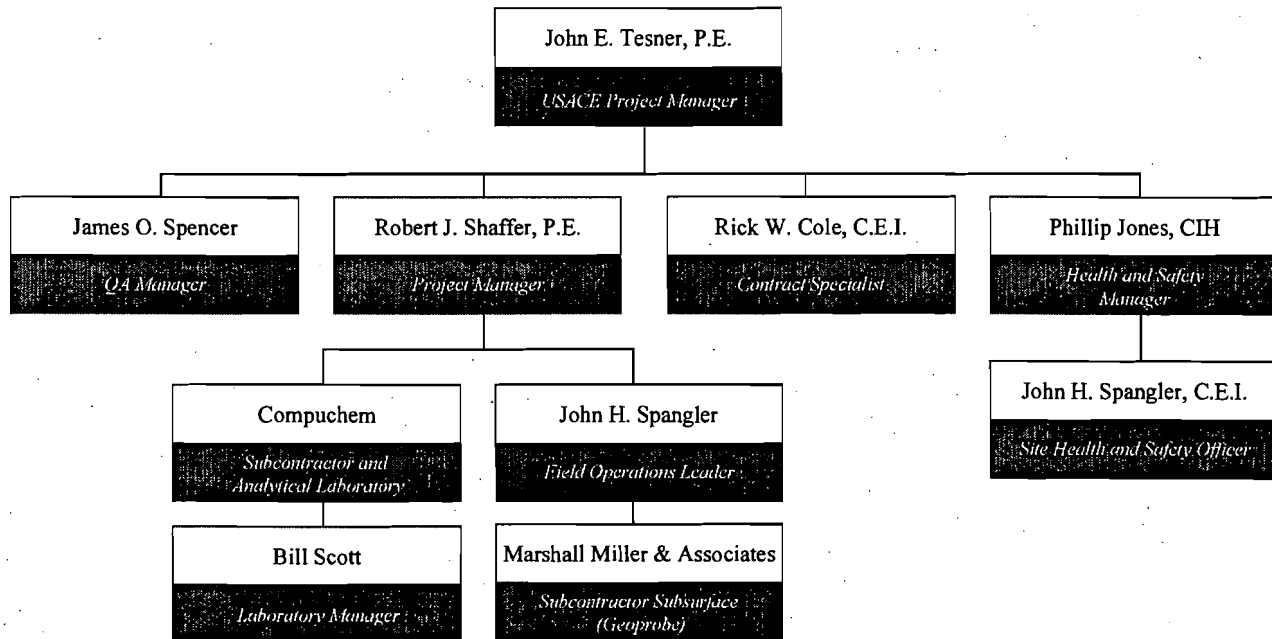 John E. Tesner, P.E.
USACE Project Manager
James O. Spencer
QA Manager
Robert J. Shaffer, P.E.
Project Manager
Rick W. Cole, C.E.I.
Contract Specialist
Phillip Jones, CIH
Health and Safety
Manager
Compuchem
Subcontractor and
Analytical Laboratory
John H. Spangler
Field Operations Leader
John H. Spangler, C.E.I.
Site Health and Safety Officer
Bill Scott
Laboratory Manager
Marshall Miller & Associates
Subcontractor Subsurface
(Geoprobe)